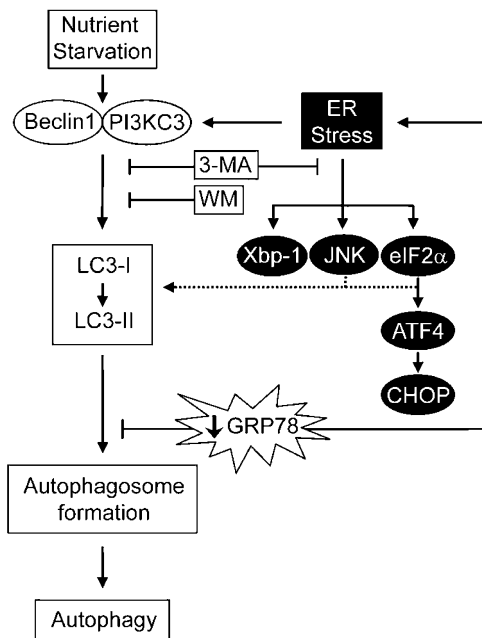 Nutrient
Starvation
Beclin1 PI3KC3
ER
Stress
3-MA
WM
Xbp-1 JNK eIF2α
LC3-I
LC3-II
ATF4
CHOP
GRP78
Autophagosome
formation
Autophagy